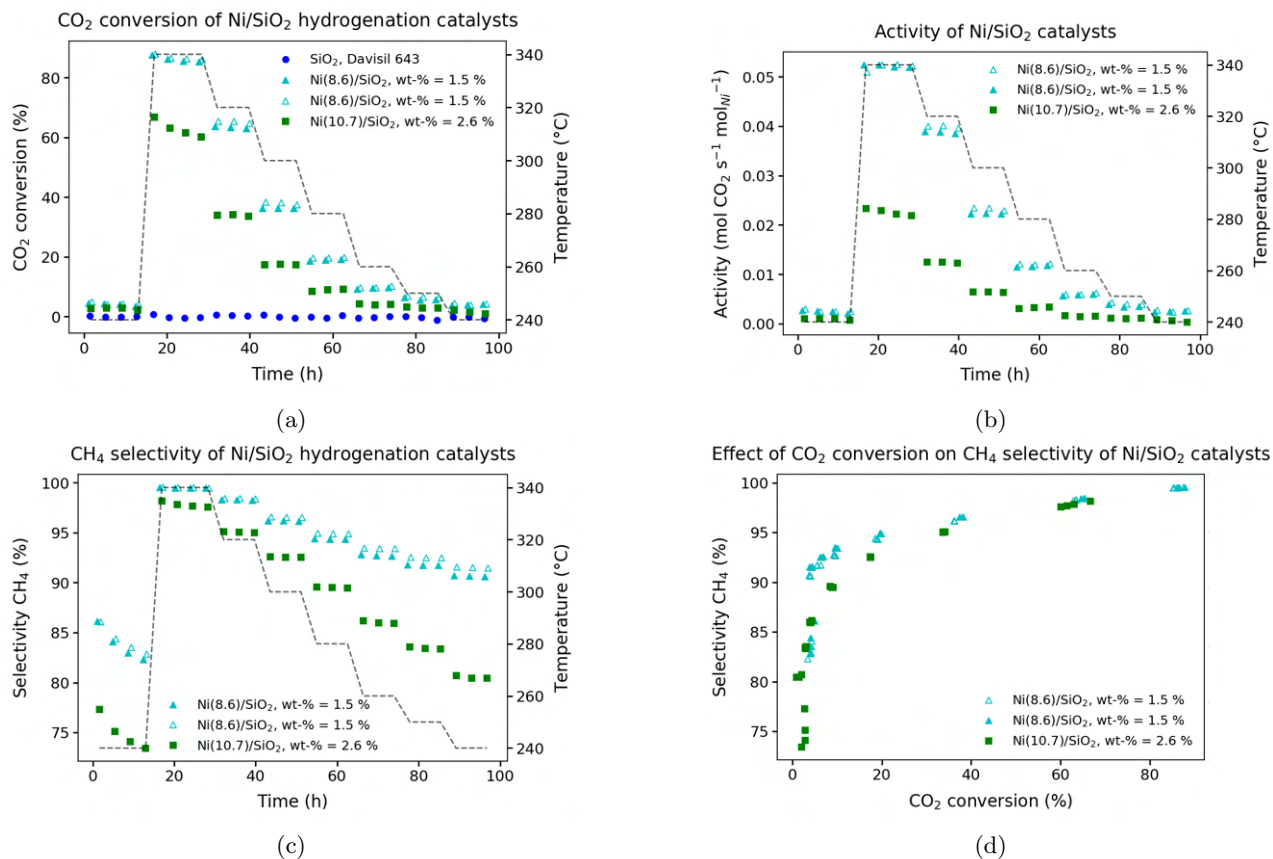 CO₂ conversion of Ni/SiO₂ hydrogenation catalysts
CO₂ conversion (%)
80
60
40
20
0
SiO₂, Davisil 643
Ni(8.6)/SiO₂, wt-% = 1.5 %
Ni(8.6)/SiO₂, wt-% = 1.5 %
Ni(10.7)/SiO₂, wt-% = 2.6 %
340
320
300
280
260
240
Temperature (°C)
0 20 40 60 80 100
Time (h)
(a)
Activity of Ni/SiO₂ catalysts
Activity (mol CO₂ s⁻¹ mol_Ni⁻¹)
0.05
0.04
0.03
0.02
0.01
0.00
Ni(8.6)/SiO₂, wt-% = 1.5 %
Ni(8.6)/SiO₂, wt-% = 1.5 %
Ni(10.7)/SiO₂, wt-% = 2.6 %
340
320
300
280
260
240
Temperature (°C)
0 20 40 60 80 100
Time (h)
(b)
CH₄ selectivity of Ni/SiO₂ hydrogenation catalysts
Selectivity CH₄ (%)
100
95
90
85
80
75
Ni(8.6)/SiO₂, wt-% = 1.5 %
Ni(8.6)/SiO₂, wt-% = 1.5 %
Ni(10.7)/SiO₂, wt-% = 2.6 %
340
320
300
280
260
240
Temperature (°C)
0 20 40 60 80 100
Time (h)
(c)
Effect of CO₂ conversion on CH₄ selectivity of Ni/SiO₂ catalysts
Selectivity CH₄ (%)
100
95
90
85
80
75
Ni(8.6)/SiO₂, wt-% = 1.5 %
Ni(8.6)/SiO₂, wt-% = 1.5 %
Ni(10.7)/SiO₂, wt-% = 2.6 %
0 20 40 60 80
CO₂ conversion (%)
(d)